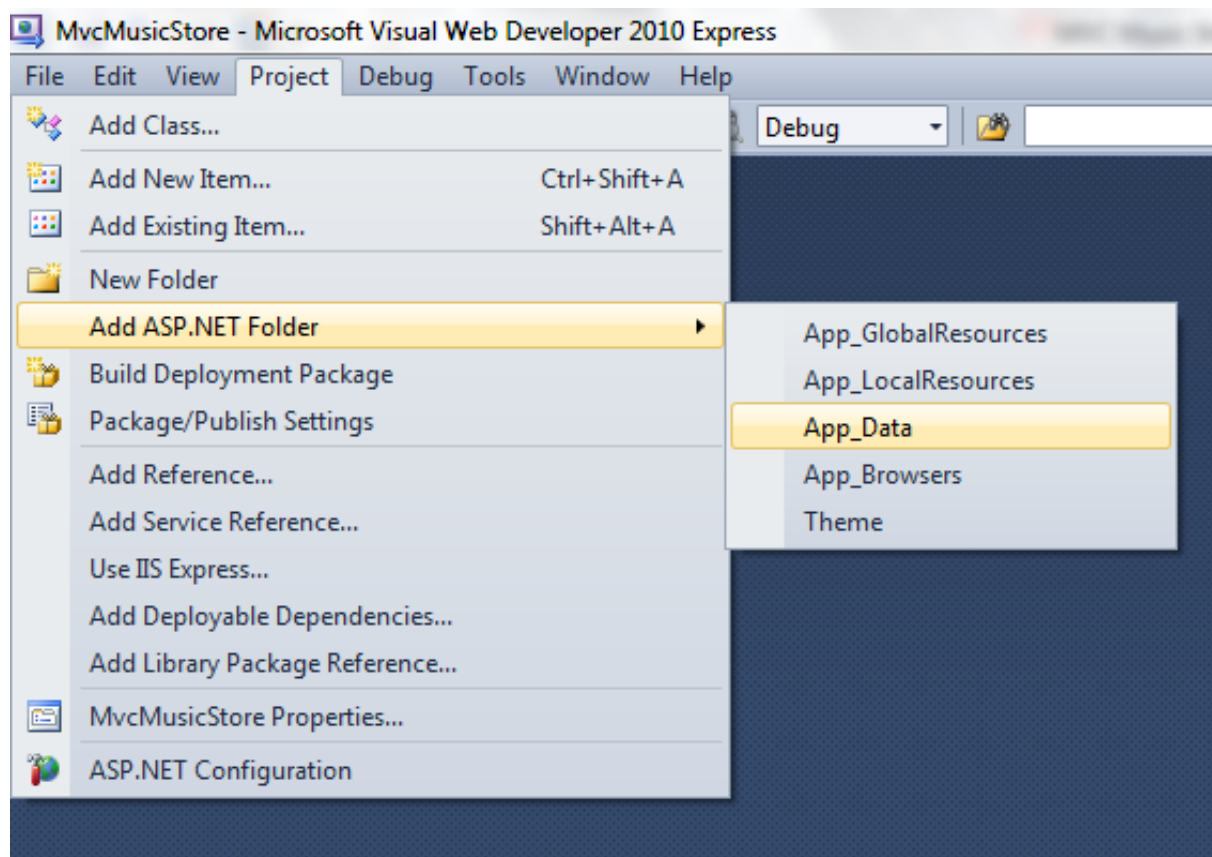 MvcMusicStore - Microsoft Visual Web Developer 2010 Express
File Edit View Project Debug Tools Window Help
Debug
Add Class...
Add New Item... Ctrl+Shift+A
Add Existing Item... Shift+Alt+A
New Folder
Add ASP.NET Folder
Build Deployment Package
Package/Publish Settings
Add Reference...
Add Service Reference...
Use IIS Express...
Add Deployable Dependencies...
Add Library Package Reference...
MvcMusicStore Properties...
ASP.NET Configuration
App_GlobalResources
App_LocalResources
App_Data
App_Browsers
Theme